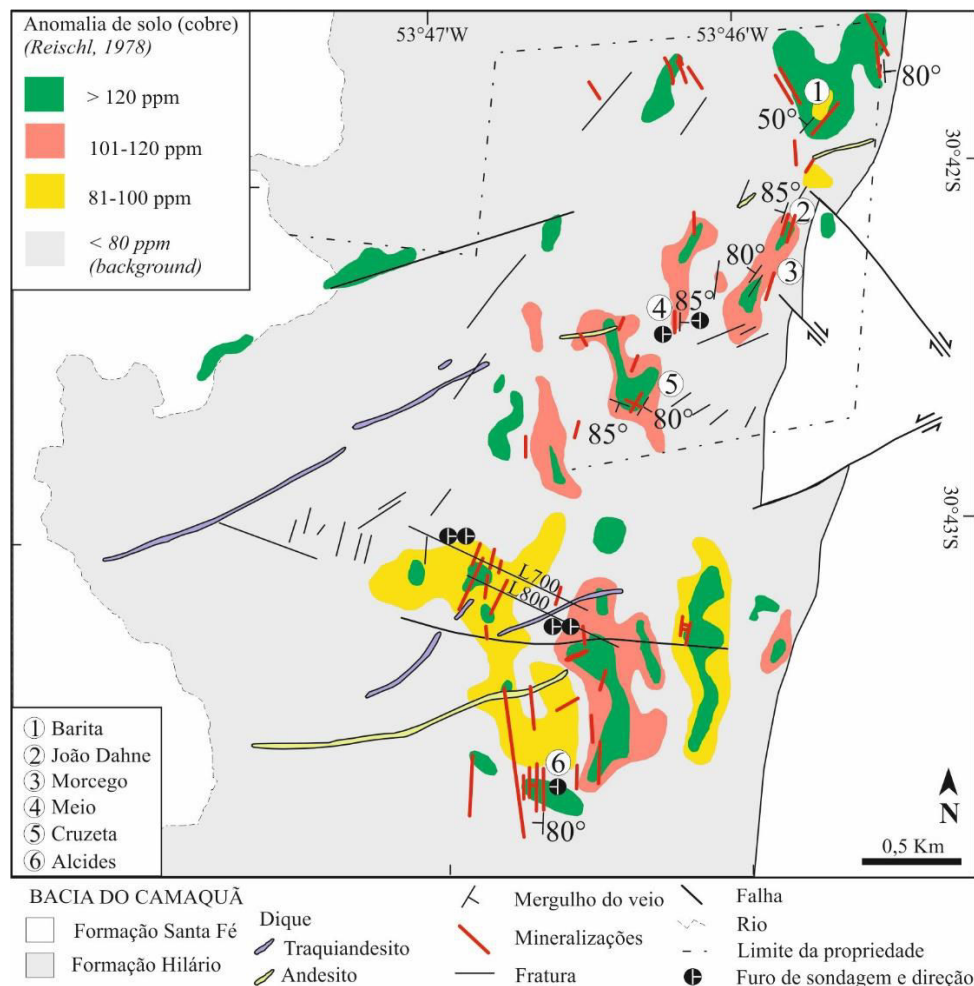 Anomalia de solo (cobre)
(Reischl, 1978)
> 120 ppm
101-120 ppm
81-100 ppm
< 80 ppm
(background)
53°47'W
53°46'W
30°42'S
30°43'S
80°
1
50°
85°
2
80°
3
4
85°
5
85°
80°
L700
L800
6
80°
N
0,5 Km
1 Barita
2 João Dahne
3 Morcego
4 Meio
5 Cruzeta
6 Alcides
BACIA DO CAMAQUÃ
Formação Santa Fé
Formação Hilário
Dique
Traquiandesito
Andesito
Mergulho do veio
Mineralizações
Fratura
Falha
Rio
Limite da propriedade
Furo de sondagem e direção